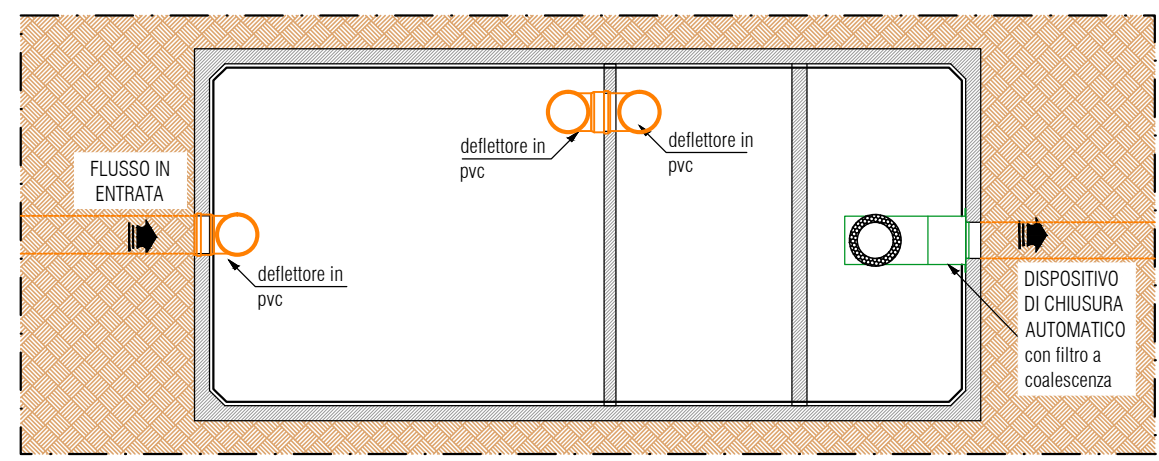 FLUSSO IN
ENTRATA
deflettore in
pvc
deflettore in
pvc
deflettore in
pvc
DISPOSITIVO
DI CHIUSURA
AUTOMATICO
con filtro a
coalescenza